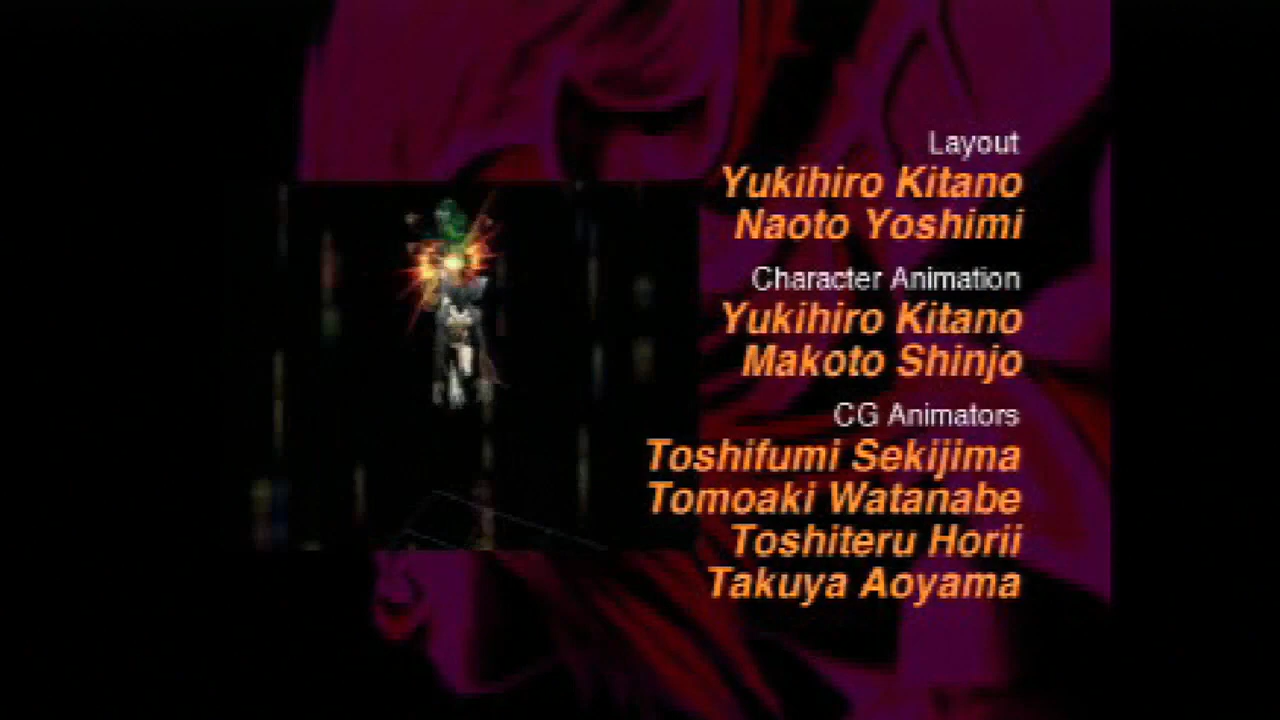 Layout
Yukihiro Kitano
Naoto Yoshimi
Character Animation
Yukihiro Kitano
Makoto Shinjo
CG Animators
Toshifumi Sekijima
Tomoaki Watanabe
Toshiteru Horii
Takuya Aoyama